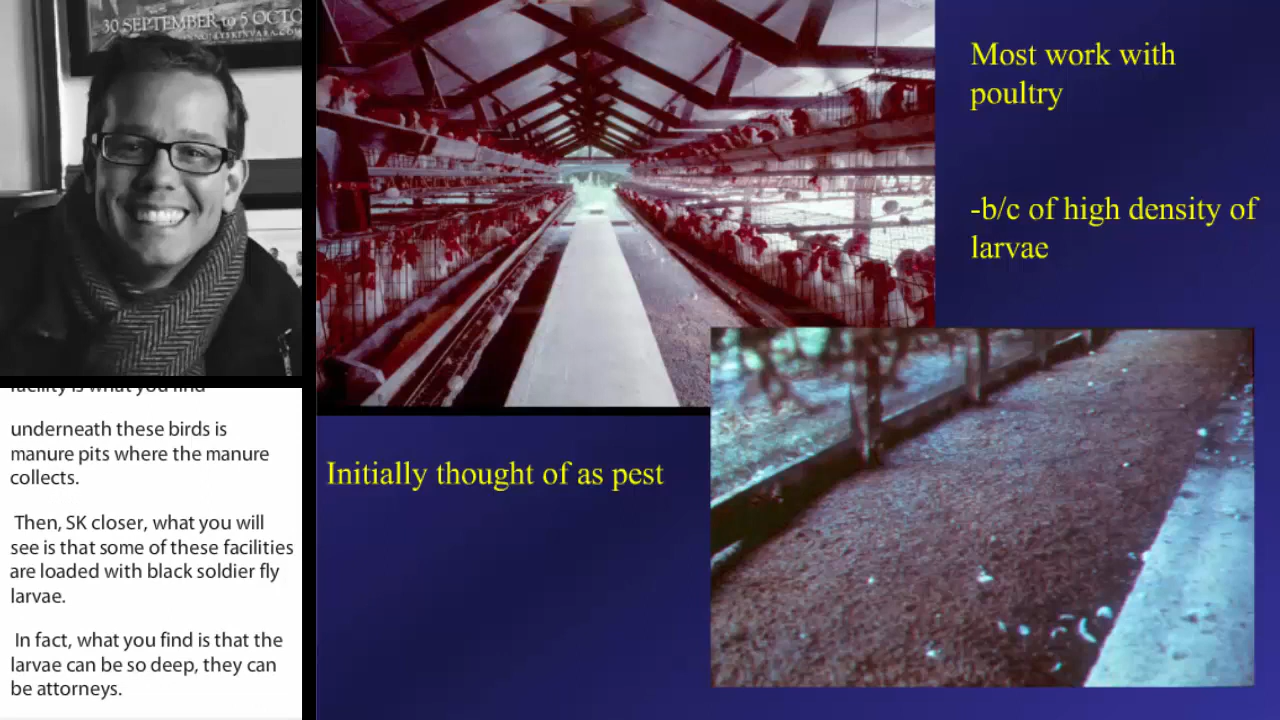 30 SEPTEMBER to 5 OCTO
facility is what you find
underneath these birds is
manure pits where the manure
collects.
Then, SK closer, what you will
see is that some of these facilities
are loaded with black soldier fly
larvae.
In fact, what you find is that the
larvae can be so deep, they can
be attorneys.
Most work with
poultry
-b/c of high density of
larvae
Initially thought of as pest